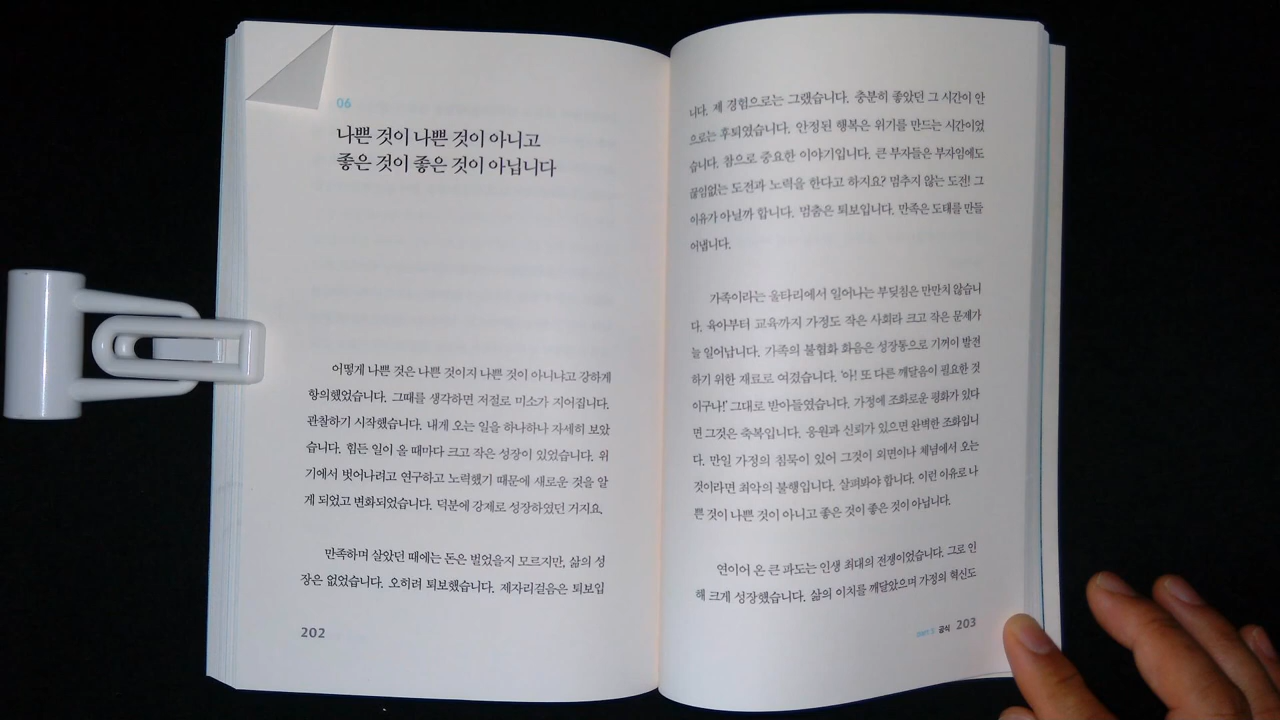 06
나쁜 것이 나쁜 것이 아니고
좋은 것이 좋은 것이 아닙니다
어떻게 나쁜 것은 나쁜 것이지 나쁜 것이 아니냐고 강하게
항의했었습니다. 그때를 생각하면 저절로 미소가 지어집니다.
관찰하기 시작했습니다. 내게 오는 일을 하나하나 자세히 보았
습니다. 힘든 일이 올 때마다 크고 작은 성장이 있었습니다. 위
기에서 벗어나려고 연구하고 노력했기 때문에 새로운 것을 알
게 되었고 변화되었습니다. 덕분에 강제로 성장하였던 거지요.
만족하며 살았던 때에는 돈은 벌었을지 모르지만, 삶의 성
장은 없었습니다. 오히려 퇴보했습니다. 제자리걸음은 퇴보입
202
니다. 제 경험으로는 그랬습니다. 충분히 좋았던 그 시간이 안
으로는 후퇴였습니다. 안정된 행복은 위기를 만드는 시간이었
습니다. 참으로 중요한 이야기입니다. 큰 부자들은 부자임에도
끊임없는 도전과 노력을 한다고 하지요? 멈추지 않는 도전! 그
이유가 아닐까 합니다. 멈춤은 퇴보입니다. 만족은 도태를 만들
어냅니다.
가족이라는 울타리에서 일어나는 부딪침은 만만치 않습니
다. 육아부터 교육까지 가정도 작은 사회라 크고 작은 문제가
늘 일어납니다. 가족의 불협화 화음은 성장통으로 기꺼이 발전
하기 위한 재료로 여겼습니다. '아! 또 다른 깨달음이 필요한 것
이구나!' 그대로 받아들였습니다. 가정에 조화로운 평화가 있다
면 그것은 축복입니다. 응원과 신뢰가 있으면 완벽한 조화입니
다. 만일 가정의 침묵이 있어 그것이 외면이나 체념에서 오는
것이라면 최악의 불행입니다. 살펴봐야 합니다. 이런 이유로 나
쁜 것이 나쁜 것이 아니고 좋은 것이 좋은 것이 아닙니다.
연이어 온 큰 파도는 인생 최대의 전쟁이었습니다. 그로 인
해 크게 성장했습니다. 삶의 이치를 깨달았으며 가정의 혁신도
공식 203